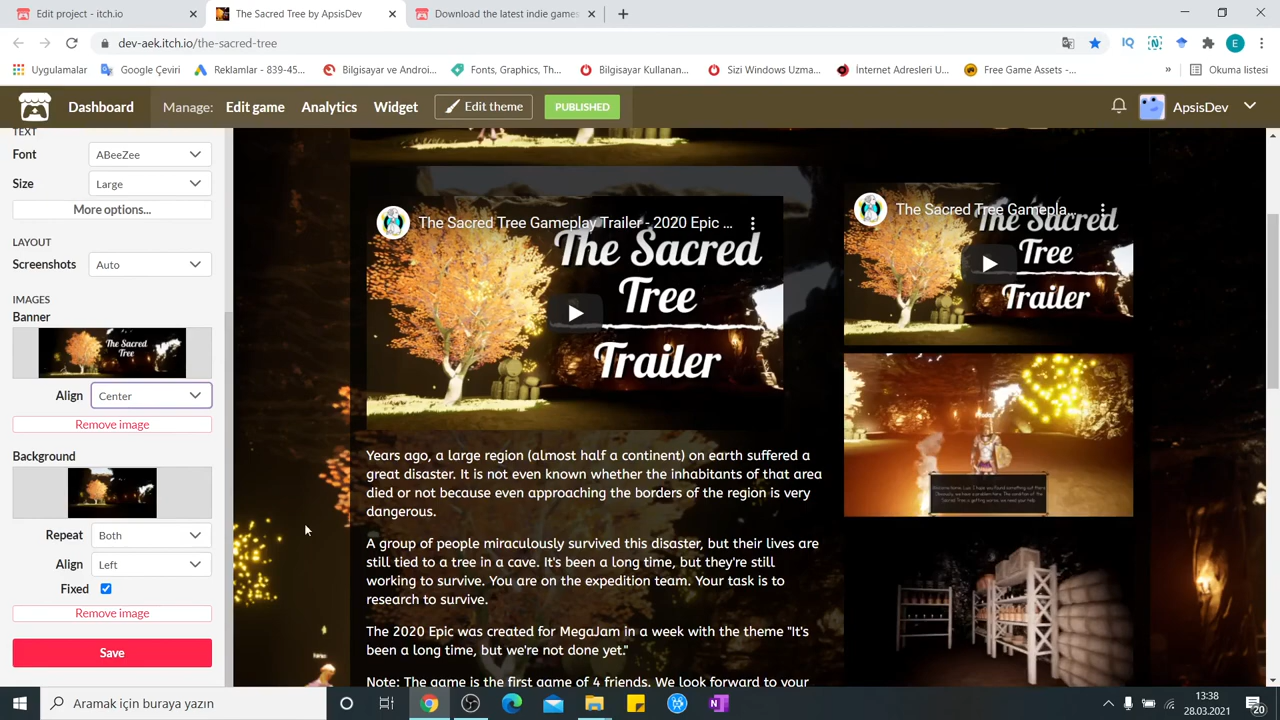 Edit project - itch.io
The Sacred Tree by ApsisDev
Download the latest indie games
dev-aek.itch.io/the-sacred-tree
E
Uygulamalar
Google Çeviri
Reklamlar - 839-45...
Bilgisayar ve Androi...
Fonts, Graphics Th...
Bilgisayar Kullanan...
Sizi Windows Uzma...
İnternet Adresleri U...
Free Game Assets -...
»
Okuma listesi
Dashboard
Manage:
Edit game
Analytics
Widget
Edit theme
PUBLISHED
ApsisDev
TEXT
Font
ABeeZee
Size
Large
More options...
LAYOUT
Screenshots
Auto
IMAGES
Banner
The Sacred
Tree
Align
Center
Remove image
Background
Repeat
Both
Align
Left
Fixed
Remove image
Save
The Sacred Tree Gameplay Trailer - 2020 Epic ...
The Sacred
Tree
Trailer
Years ago, a large region (almost half a continent) on earth suffered a
great disaster. It is not even known whether the inhabitants of that area
died or not because even approaching the borders of the region is very
dangerous.
A group of people miraculously survived this disaster, but their lives are
still tied to a tree in a cave. It's been a long time, but they're still
working to survive. You are on the expedition team. Your task is to
research to survive.
The 2020 Epic was created for MegaJam in a week with the theme "It's
been a long time, but we're not done yet."
Note: The game is the first game of 4 friends. We look forward to your
The Sacred Tree Gamepla...
The Sacred
Tree
Trailer
Aramak için buraya yazın
13:38
28.03.2021
20